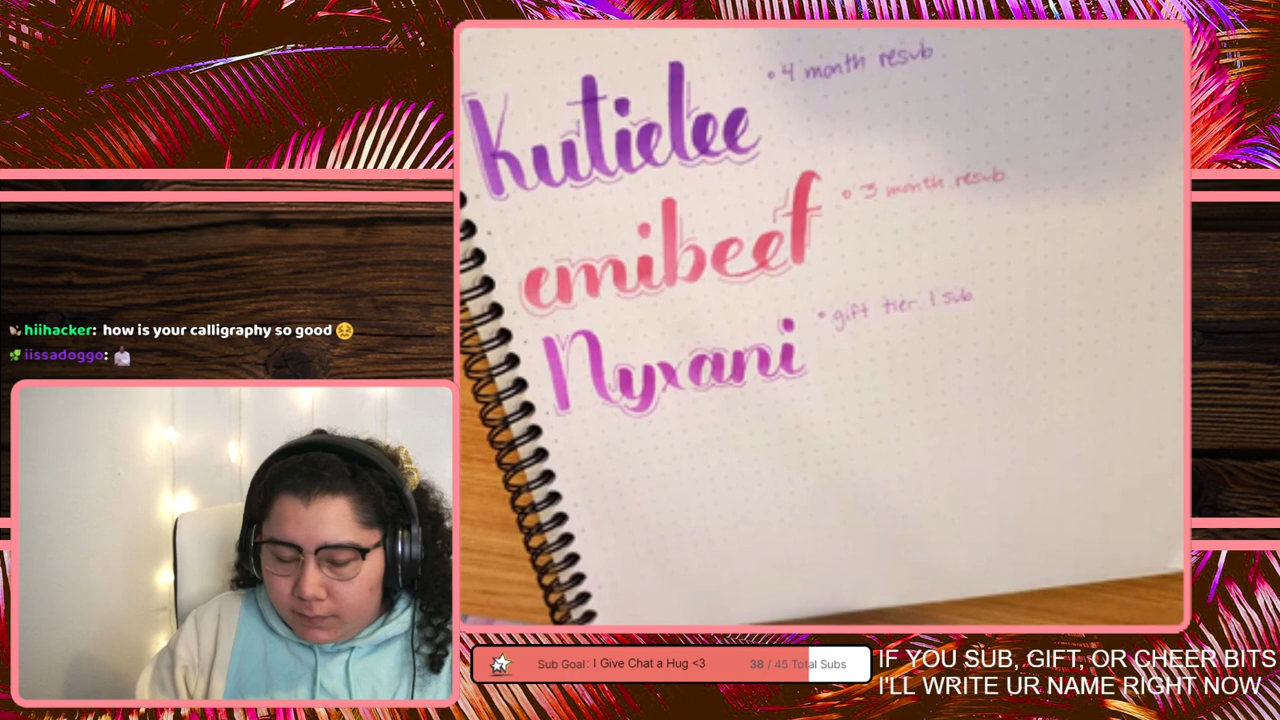 Kutielee
• 4 month resub
emibeef
• 3 month resub
Nyxani
• gift tier 1 sub
hiihacker: how is your calligraphy so good 😣
iissadoggo:
Sub Goal: I Give Chat a Hug <3 38 / 45 Total Subs
IF YOU SUB, GIFT, OR CHEER BITS
I'LL WRITE UR NAME RIGHT NOW